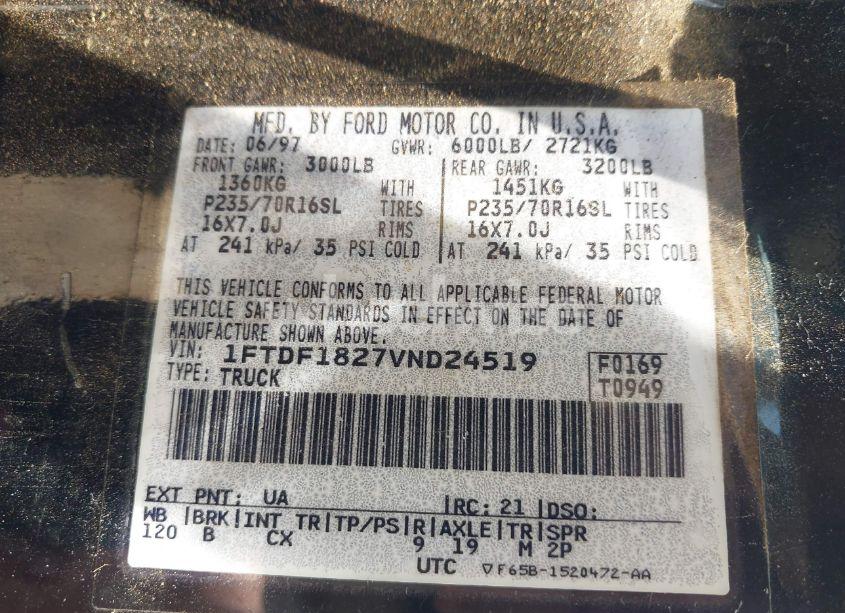 MFD. BY FORD MOTOR CO. IN U.S.A.
DATE: 06/97 GVWR: 6000LB/ 2721KG
FRONT GAWR: 3000LB REAR GAWR: 3200LB
1360KG WITH 1451KG WITH
P235/70R16SL TIRES P235/70R16SL TIRES
16X7.0J RIMS 16X7.0J RIMS
AT 241 kPa/ 35 PSI COLD AT 241 kPa/ 35 PSI COLD
THIS VEHICLE CONFORMS TO ALL APPLICABLE FEDERAL MOTOR
VEHICLE SAFETY STANDARDS IN EFFECT ON THE DATE OF
MANUFACTURE SHOWN ABOVE.
VIN: 1FTDF1827VND24519 F0169
TYPE: TRUCK T0949
EXT PNT: UA RC: 21 DSO:
WB BRK INT TR TP/PS R AXLE TR SPR
120 B CX 9 19 M 2P
UTC ▽F65B-1520472-AA